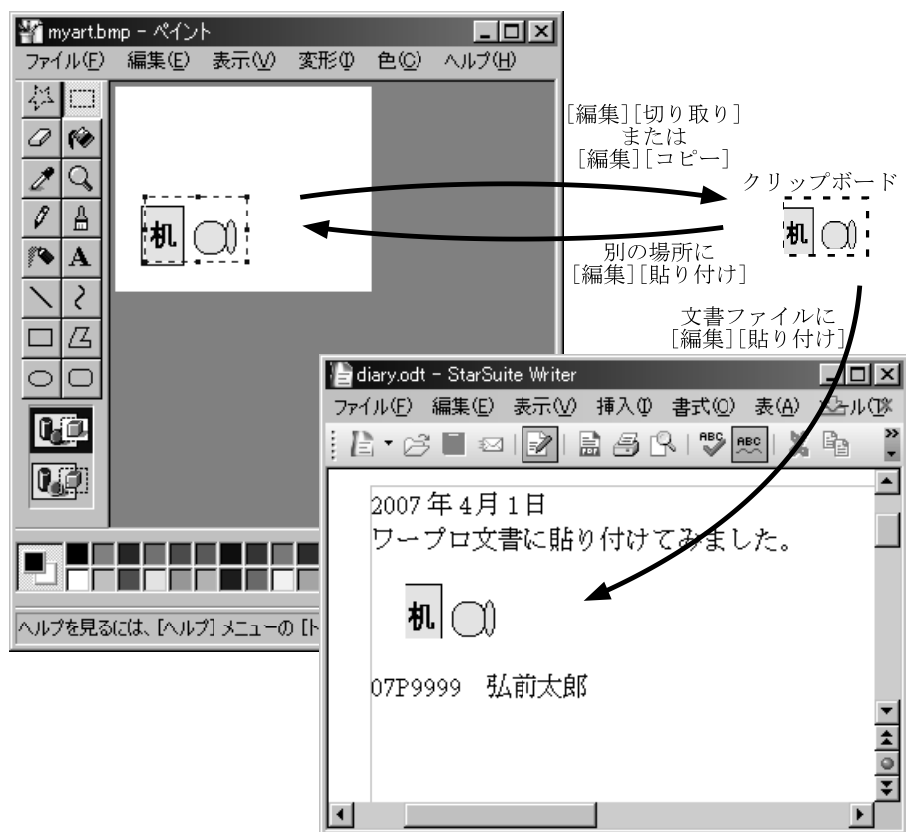 myart.bmp - ペイント
ファイル(F) 編集(E) 表示(V) 変形(I) 色(C) ヘルプ(H)
A
机
[編集][切り取り]
または
[編集][コピー]
クリップボード
机
別の場所に
[編集][貼り付け]
文書ファイルに
[編集][貼り付け]
ヘルプを見るには、[ヘルプ] メニューの [ト
diary.odt - StarSuite Writer
ファイル(F) 編集(E) 表示(V) 挿入(I) 書式(O) 表(A) ール(T)
ABC ABC
2007 年 4月 1日
ワープロ文書に貼り付けてみました。
机
07P9999 弘前太郎